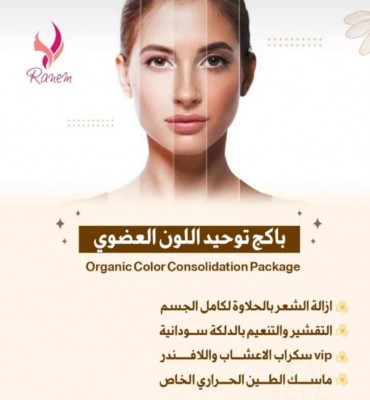 Ranem
باكج توحيد اللون العضوي
Organic Color Consolidation Package
ازالة الشعر بالحلاوة لكامل الجسم
التقشير والتنعيم بالدلكة سودانية
vip سكراب الاعشاب واللافندر
ماسك الطين الحراري الخاص